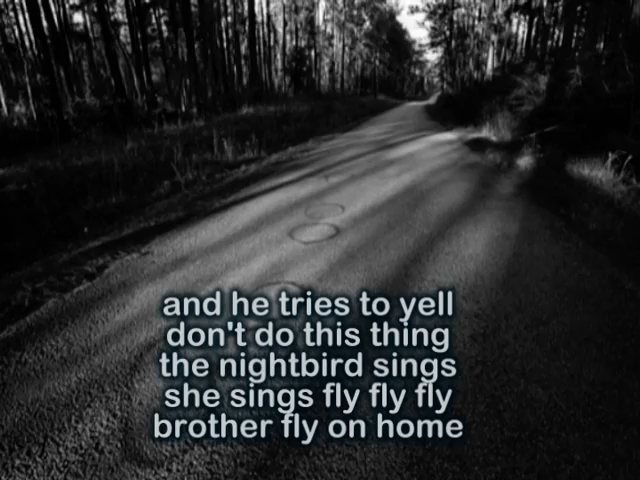 and he tries to yell
don't do this thing
the nightbird sings
she sings fly fly fly
brother fly on home